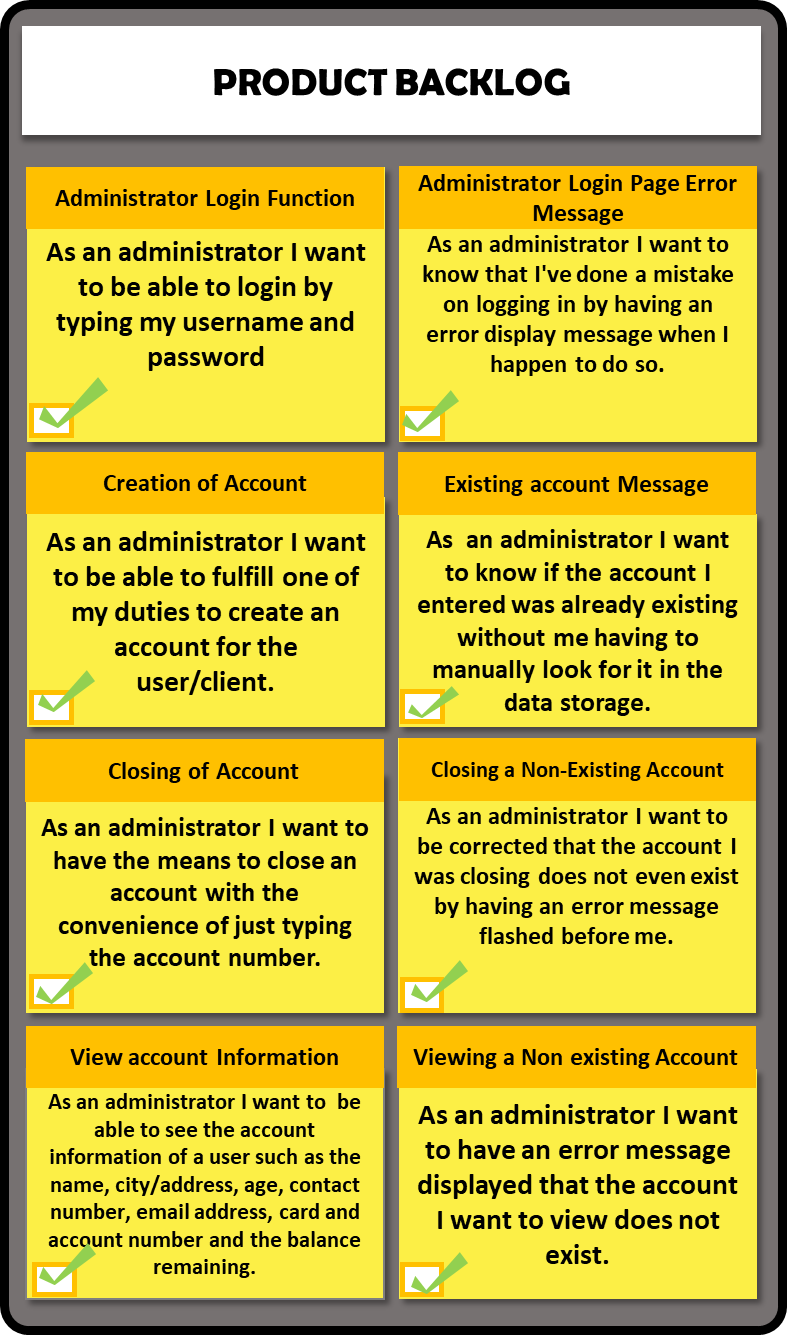 PRODUCT BACKLOG
Administrator Login Function
As an administrator I want
to be able to login by
typing my username and
password
Administrator Login Page Error
Message
As an administrator I want to
know that I've done a mistake
on logging in by having an
error display message when I
happen to do so.
Creation of Account
As an administrator I want
to be able to fulfill one of
my duties to create an
account for the
user/client.
Existing account Message
As an administrator I want
to know if the account I
entered was already existing
without me having to
manually look for it in the
data storage.
Closing of Account
As an administrator I want to
have the means to close an
account with the
convenience of just typing
the account number.
Closing a Non-Existing Account
As an administrator I want to
be corrected that the account I
was closing does not even exist
by having an error message
flashed before me.
View account Information
As an administrator I want to be
able to see the account
information of a user such as the
name, city/address, age, contact
number, email address, card and
account number and the balance
remaining.
Viewing a Non existing Account
As an administrator I want
to have an error message
displayed that the account
I want to view does not
exist.